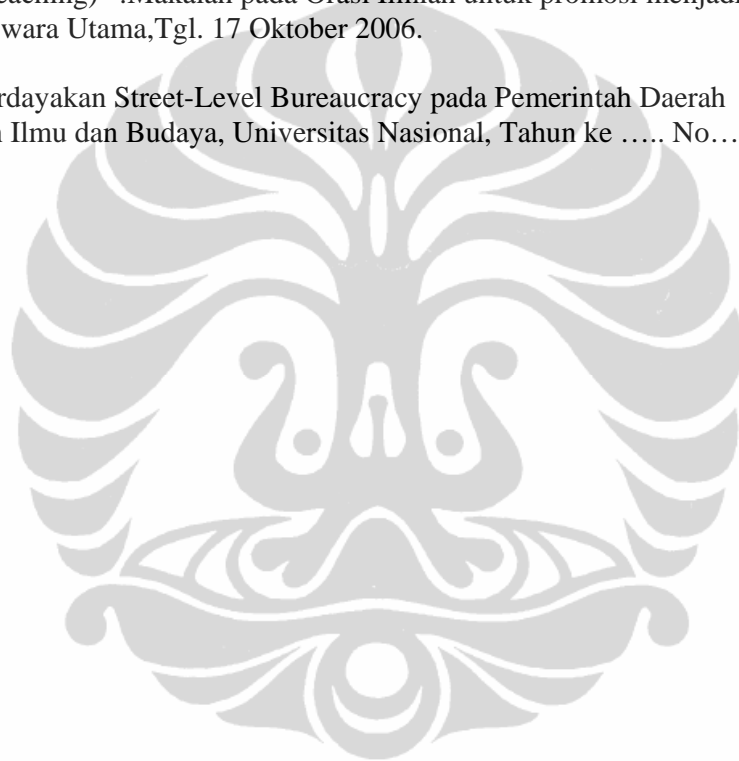 eaching)" .Makalah pada Orasi Ilmiah untuk promosi menjadi
wara Utama,Tgl. 17 Oktober 2006.
rdayakan Street-Level Bureaucracy pada Pemerintah Daerah
Ilmu dan Budaya, Universitas Nasional, Tahun ke ….. No…